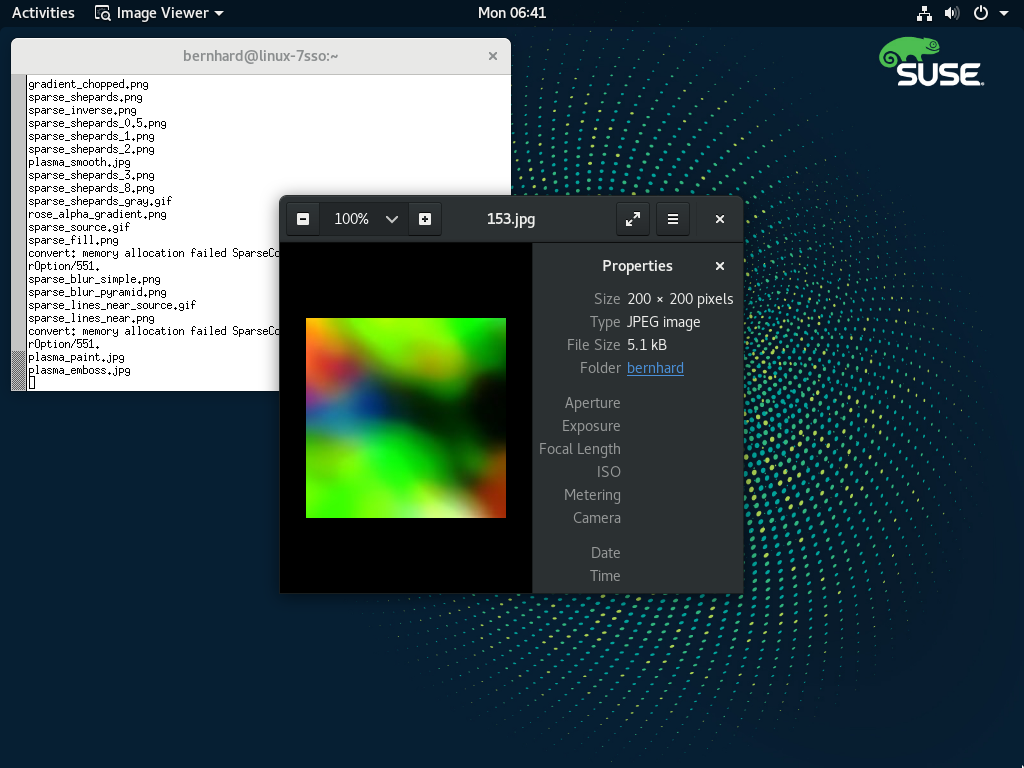 Activities Image Viewer Mon 06:41
SUSE
bernhard@linux-7sso:~
gradient_chopped.png
sparse_shepards.png
sparse_inverse.png
sparse_shepards_0.5.png
sparse_shepards_1.png
sparse_shepards_2.png
plasma_smooth.jpg
sparse_shepards_3.png
sparse_shepards_8.png
sparse_shepards_gray.gif
rose_alpha_gradient.png
sparse_source.gif
sparse_fill.png
convert: memory allocation failed SparseCo
rOption/551.
sparse_blur_simple.png
sparse_blur_pyramid.png
sparse_lines_near_source.gif
sparse_lines_near.png
convert: memory allocation failed SparseCo
rOption/551.
plasma_paint.jpg
plasma_emboss.jpg
100% 153.jpg
Properties
Size 200 × 200 pixels
Type JPEG image
File Size 5.1 kB
Folder bernhard
Aperture
Exposure
Focal Length
ISO
Metering
Camera
Date
Time